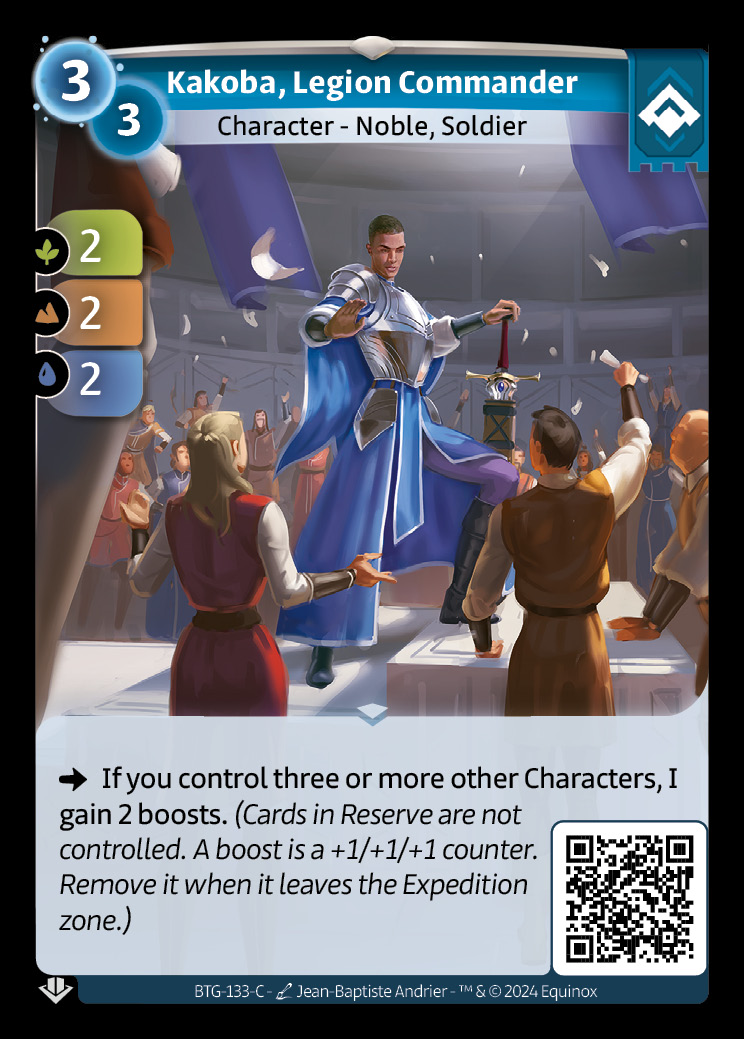 3
3
Kakoba, Legion Commander
Character - Noble, Soldier
2
2
2
If you control three or more other Characters, I
gain 2 boosts. (Cards in Reserve are not
controlled. A boost is a +1/+1/+1 counter.
Remove it when it leaves the Expedition
zone.)
BTG-133-C - Jean-Baptiste Andrier - ™ & © 2024 Equinox